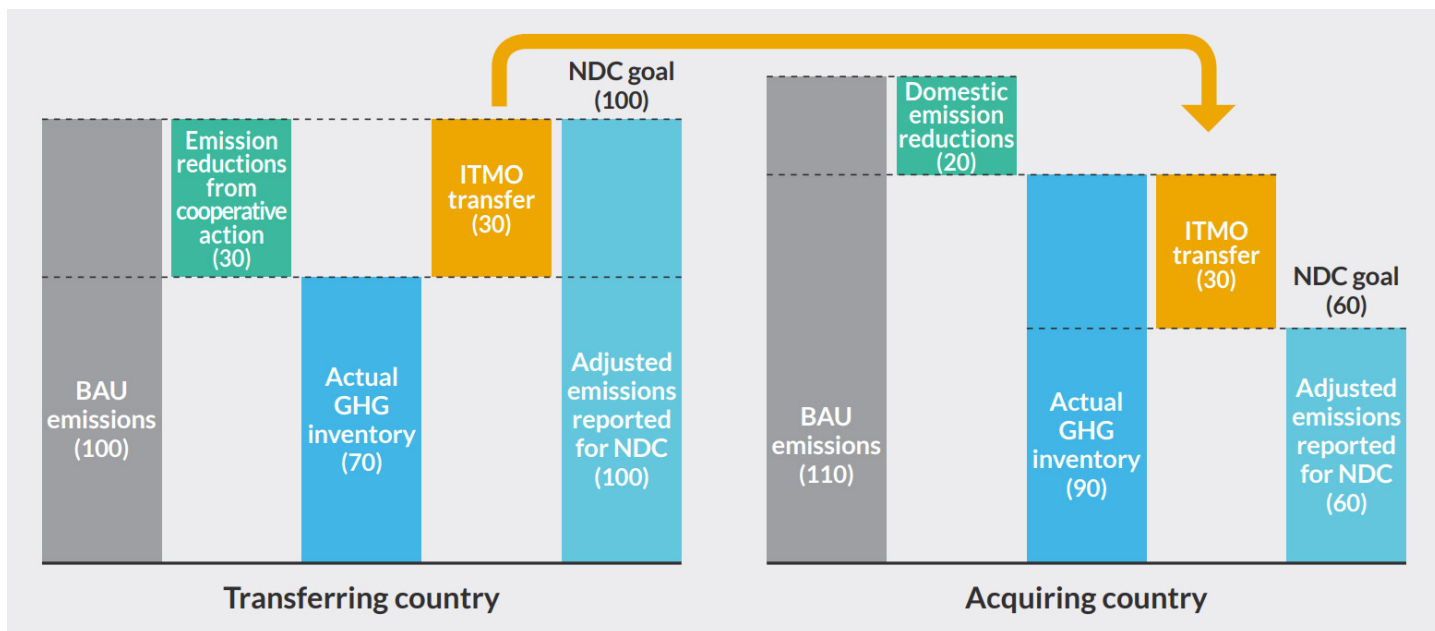 NDC goal
(100)
Emission
reductions
from
cooperative
action
(30)
ITMO
transfer
(30)
BAU
emissions
(100)
Actual
GHG
inventory
(70)
Adjusted
emissions
reported
for NDC
(100)
Transferring country
Domestic
emission
reductions
(20)
ITMO
transfer
(30)
NDC goal
(60)
BAU
emissions
(110)
Actual
GHG
inventory
(90)
Adjusted
emissions
reported
for NDC
(60)
Acquiring country